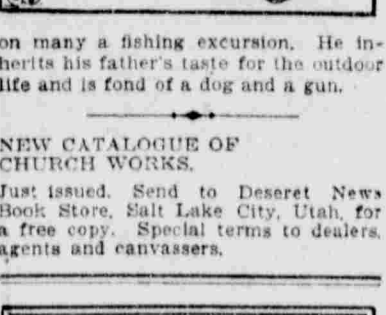 on many a fishing excursion. He in-
herits his father's taste for the outdoor
life and is fond of a dog and a gun.
NEW CATALOGUE OF
CHURCH WORKS.
Just issued. Send to Deseret News
Book Store, Salt Lake City, Utah, for
a free copy. Special terms to dealers,
agents and canvassers.